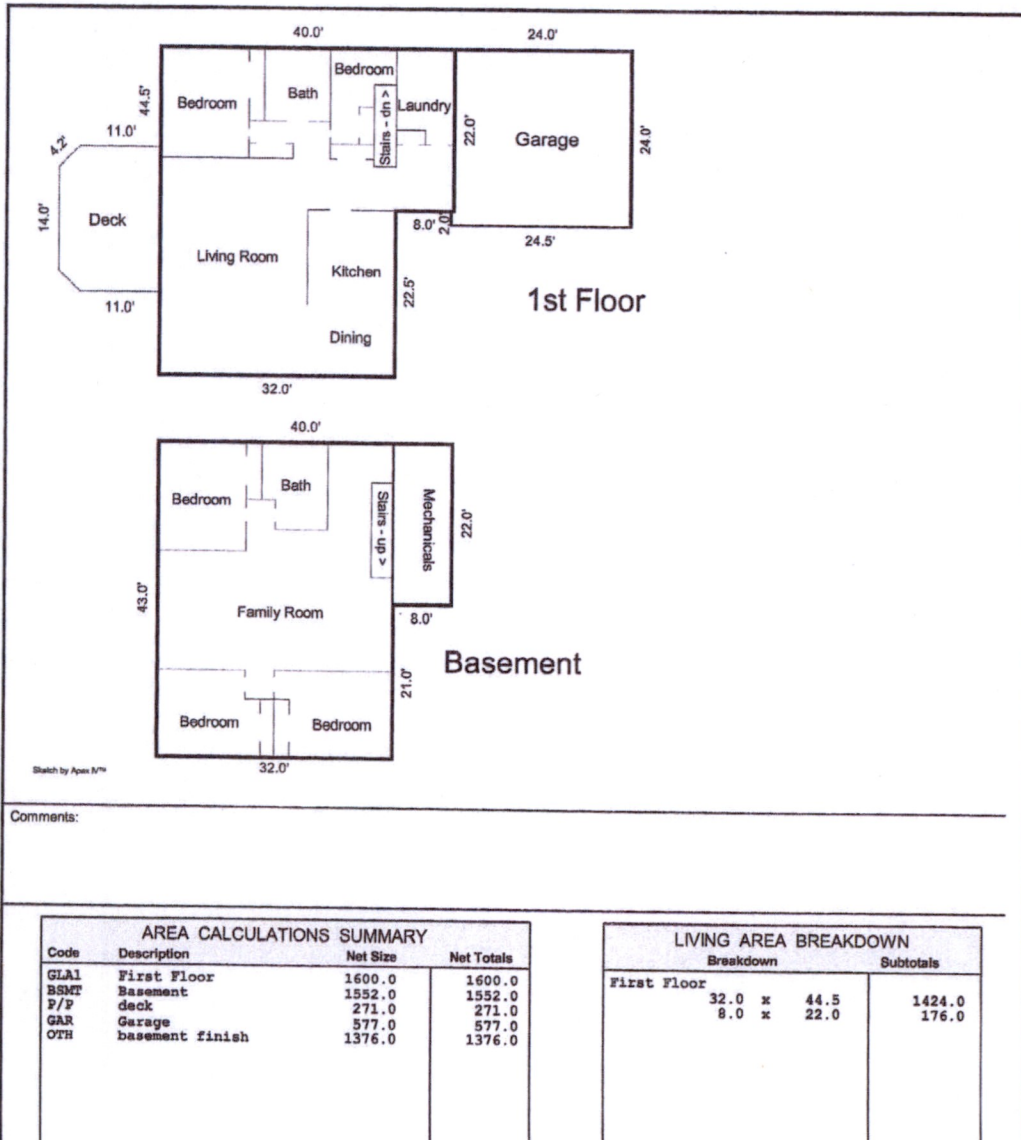 40.0'
24.0'
44.5'
Bedroom
Bath
Bedroom
Stairs - dn >
Laundry
22.0'
Garage
24.0'
11.0'
4.2'
14.0'
Deck
11.0'
8.0'
2.0'
24.5'
Living Room
Kitchen
22.5'
Dining
1st Floor
32.0'
40.0'
Bedroom
Bath
Stairs - up >
Mechanicals
22.0'
43.0'
Family Room
8.0'
21.0'
Basement
Bedroom
Bedroom
32.0'
Sketch by Apex IV™
Comments:
AREA CALCULATIONS SUMMARY
Code Description Net Size Net Totals
GLA1 First Floor 1600.0 1600.0
BSMT Basement 1552.0 1552.0
P/P deck 271.0 271.0
GAR Garage 577.0 577.0
OTH basement finish 1376.0 1376.0
LIVING AREA BREAKDOWN
Breakdown Subtotals
First Floor
32.0 x 44.5 1424.0
8.0 x 22.0 176.0